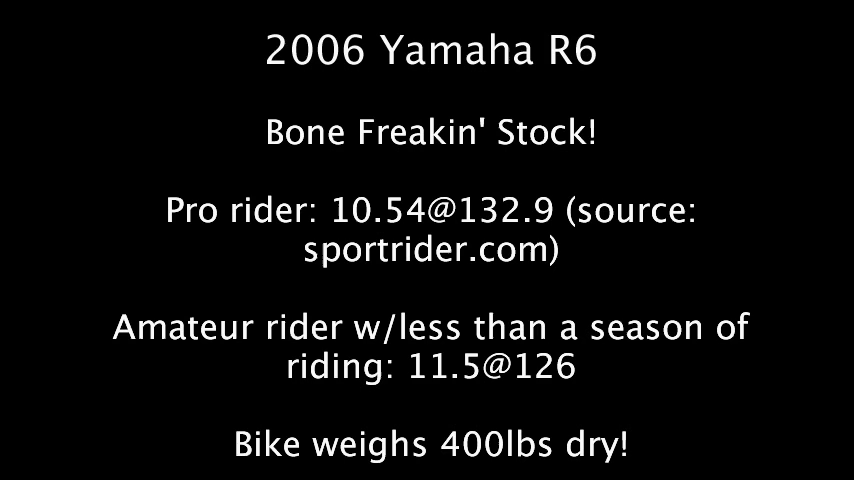 2006 Yamaha R6
Bone Freakin' Stock!
Pro rider: 10.54@132.9 (source:
sportrider.com)
Amateur rider w/less than a season of
riding: 11.5@126
Bike weighs 400lbs dry!